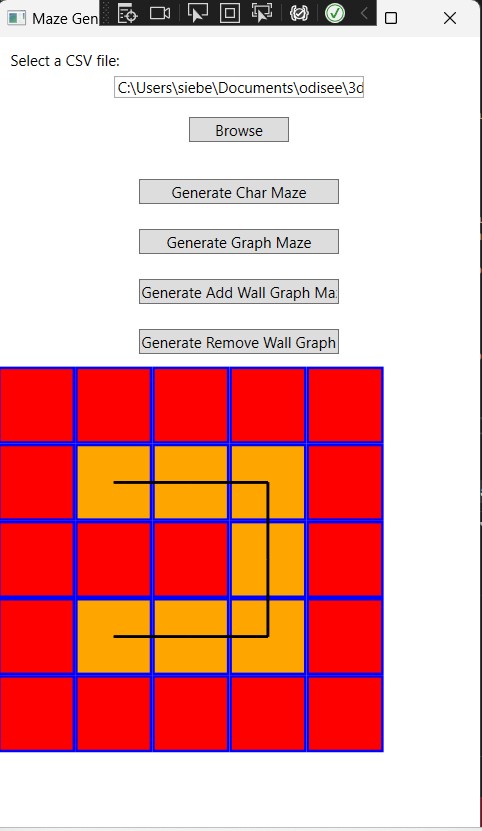 Maze Gen
Select a CSV file:
C:\Users\siebe\Documents\odisee\3d
Browse
Generate Char Maze
Generate Graph Maze
Generate Add Wall Graph Ma
Generate Remove Wall Graph